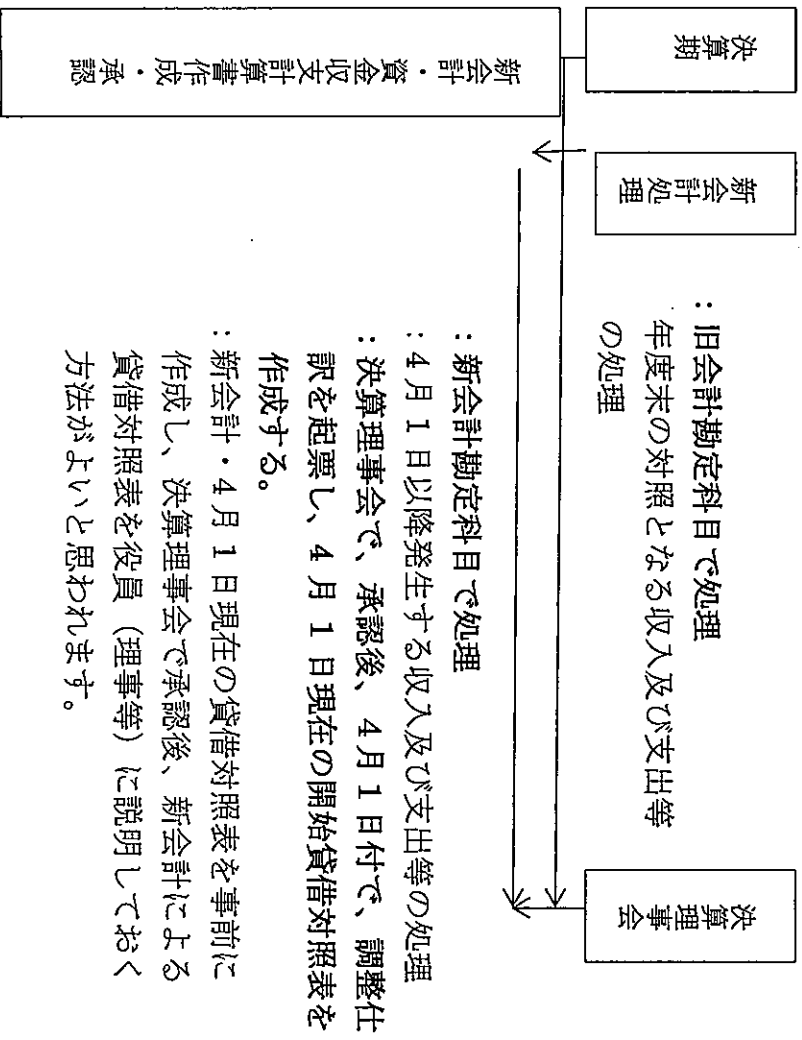 決算期
新会計処理
決算理事会
新会計・資金収支計算書作成・承認
：旧会計勘定科目で処理
年度末の対照となる収入及び支出等
の処理
：新会計勘定科目で処理
：４月１日以降発生する収入及び支出等の処理
：決算理事会で、承認後、４月１日付で、調整仕
訳を起票し、４月１日現在の開始貸借対照表を
作成する。
：新会計・４月１日現在の貸借対照表を事前に
作成し、決算理事会で承認後、新会計による
貸借対照表を役員（理事等）に説明しておく
方法がよいと思われます。